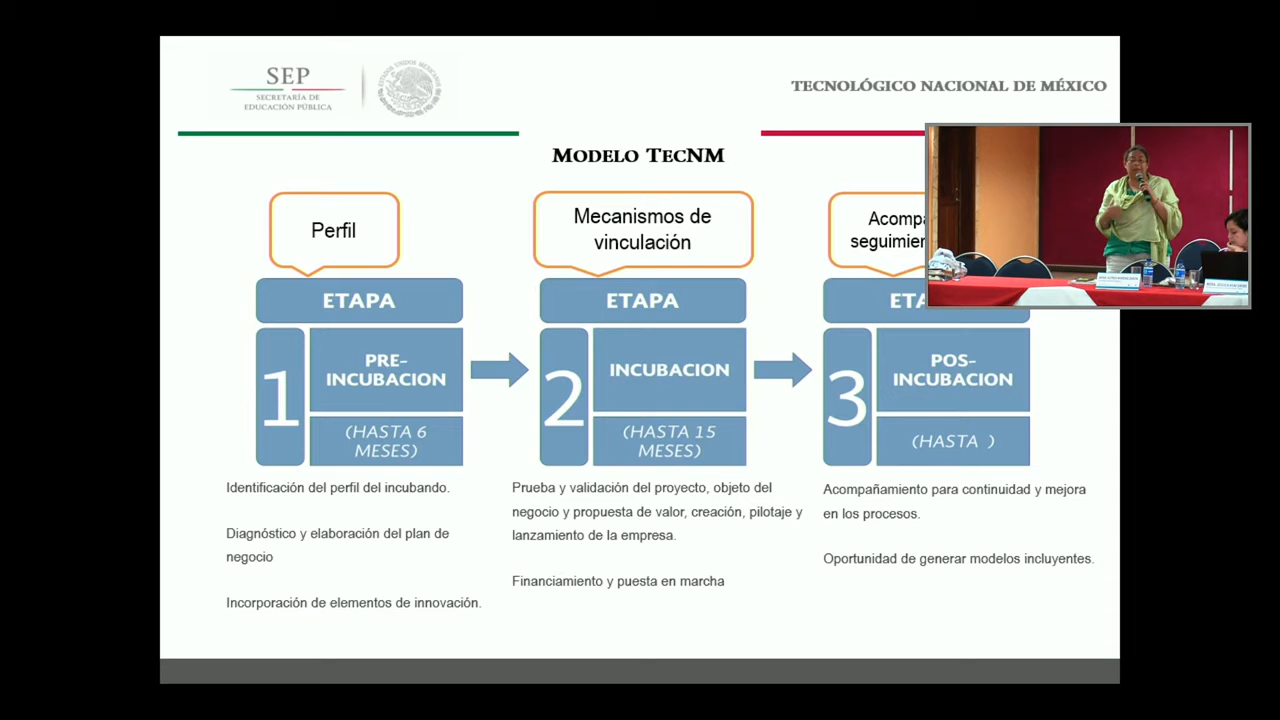 SEP
SECRETARÍA DE
EDUCACIÓN PÚBLICA
ESTADOS UNIDOS MEXICANOS
TECNOLÓGICO NACIONAL DE MÉXICO
MODELO TECNM
Perfil
Mecanismos de
vinculación
ETAPA
1
PRE-
INCUBACION
(HASTA 6
MESES)
ETAPA
2
INCUBACION
(HASTA 15
MESES)
3
POS-
INCUBACION
(HASTA )
Identificación del perfil del incubando.
Diagnóstico y elaboración del plan de
negocio
Incorporación de elementos de innovación.
Prueba y validación del proyecto, objeto del
negocio y propuesta de valor, creación, pilotaje y
lanzamiento de la empresa.
Financiamiento y puesta en marcha
Acompañamiento para continuidad y mejora
en los procesos.
Oportunidad de generar modelos incluyentes.